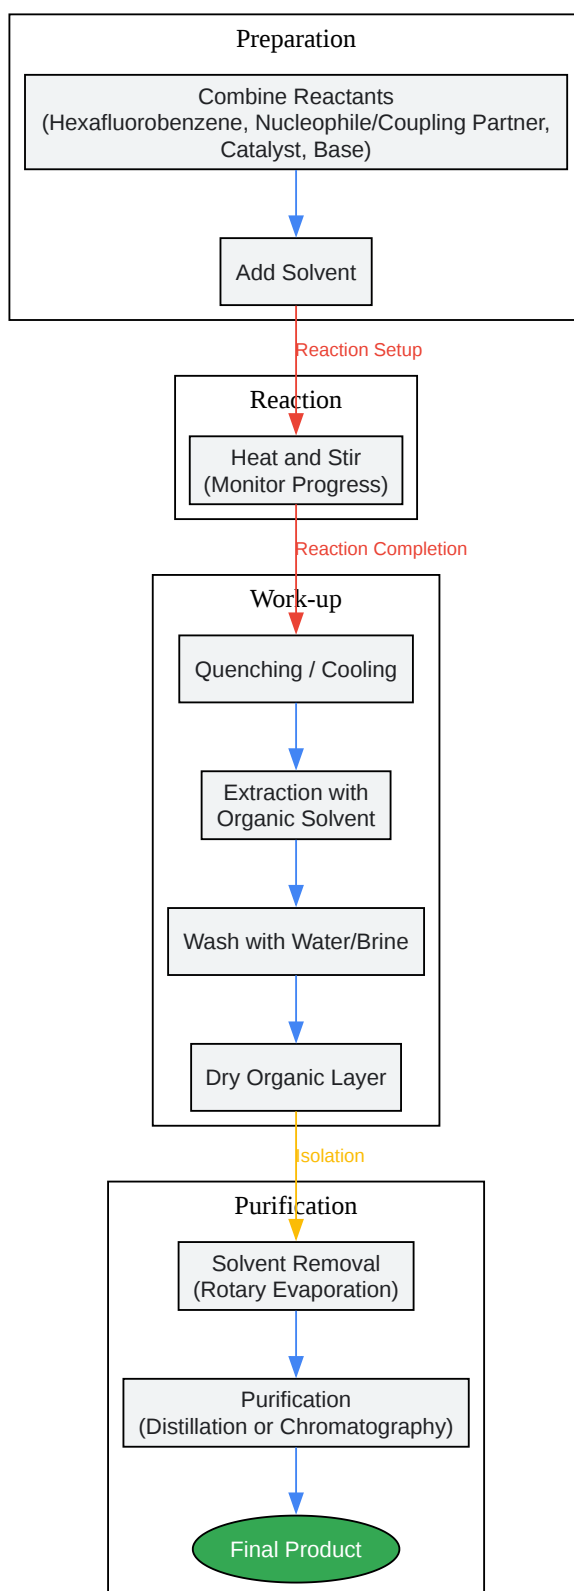 Preparation
Combine Reactants
(Hexafluorobenzene, Nucleophile/Coupling Partner,
Catalyst, Base)
Add Solvent
Reaction Setup
Reaction
Heat and Stir
(Monitor Progress)
Reaction Completion
Work-up
Quenching / Cooling
Extraction with
Organic Solvent
Wash with Water/Brine
Dry Organic Layer
Isolation
Purification
Solvent Removal
(Rotary Evaporation)
Purification
(Distillation or Chromatography)
Final Product